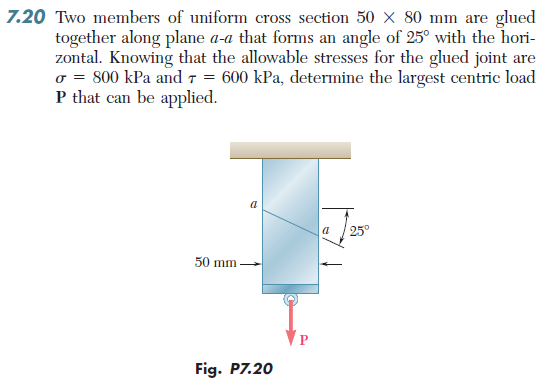 7.20 Two members of uniform cross section 50 × 80 mm are glued
together along plane a-a that forms an angle of 25° with the hori-
zontal. Knowing that the allowable stresses for the glued joint are
σ = 800 kPa and τ = 600 kPa, determine the largest centric load
P that can be applied.
a
a
25°
50 mm
P
Fig. P7.20